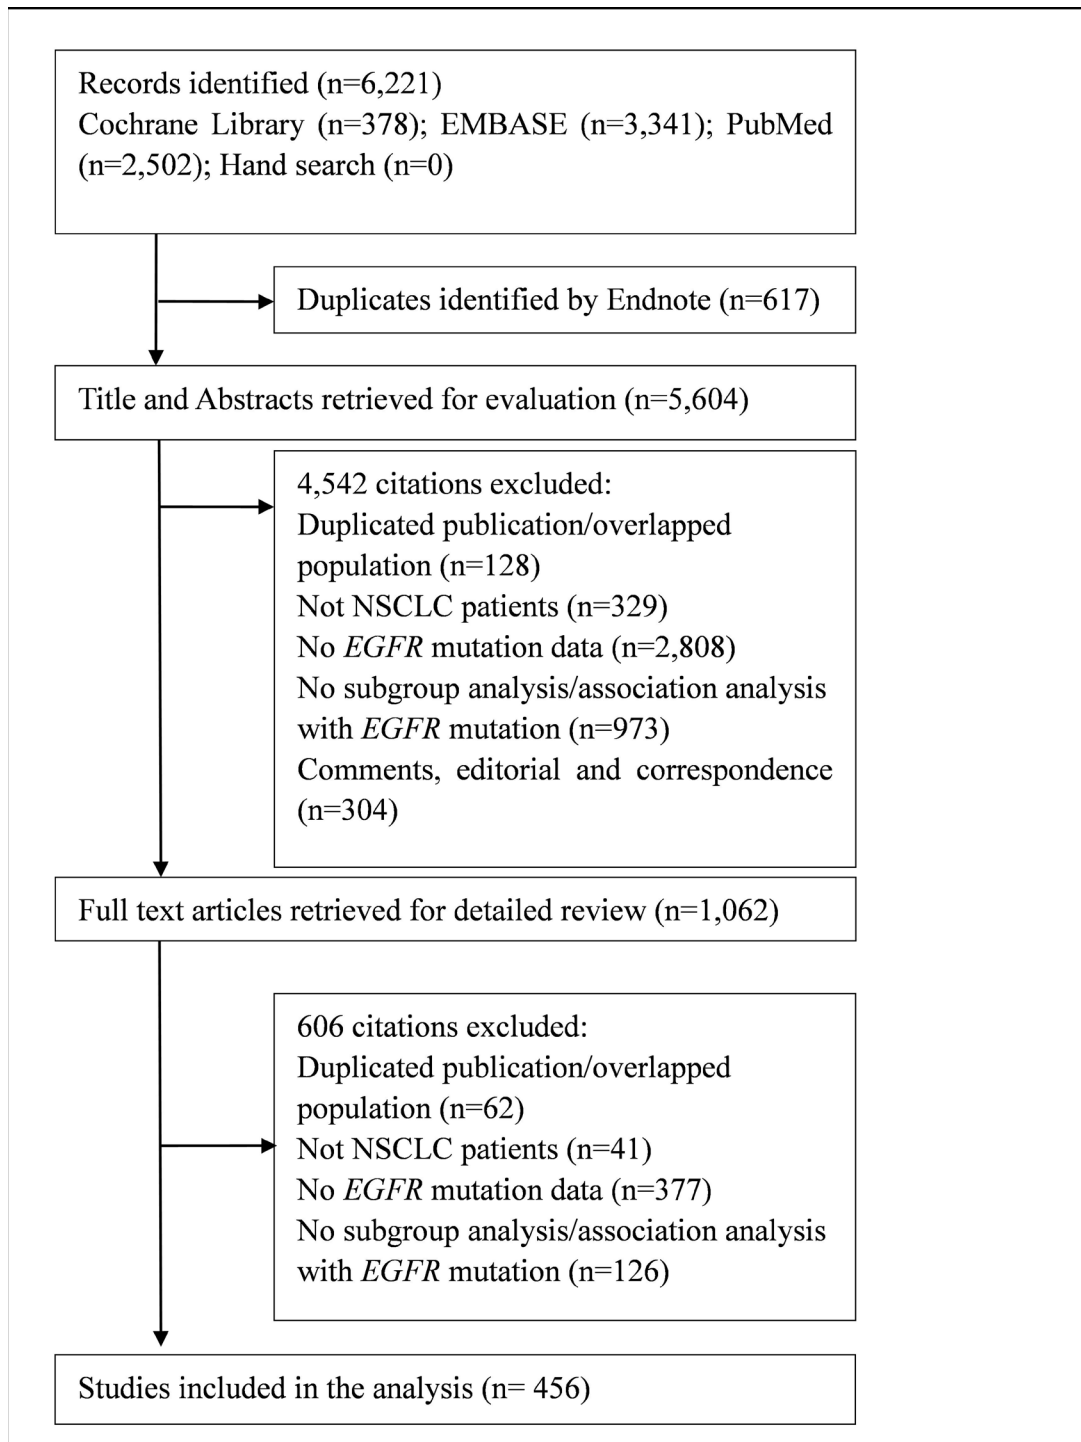 Records identified (n=6,221)
Cochrane Library (n=378); EMBASE (n=3,341); PubMed
(n=2,502); Hand search (n=0)
Duplicates identified by Endnote (n=617)
Title and Abstracts retrieved for evaluation (n=5,604)
4,542 citations excluded:
Duplicated publication/overlapped
population (n=128)
Not NSCLC patients (n=329)
No EGFR mutation data (n=2,808)
No subgroup analysis/association analysis
with EGFR mutation (n=973)
Comments, editorial and correspondence
(n=304)
Full text articles retrieved for detailed review (n=1,062)
606 citations excluded:
Duplicated publication/overlapped
population (n=62)
Not NSCLC patients (n=41)
No EGFR mutation data (n=377)
No subgroup analysis/association analysis
with EGFR mutation (n=126)
Studies included in the analysis (n= 456)